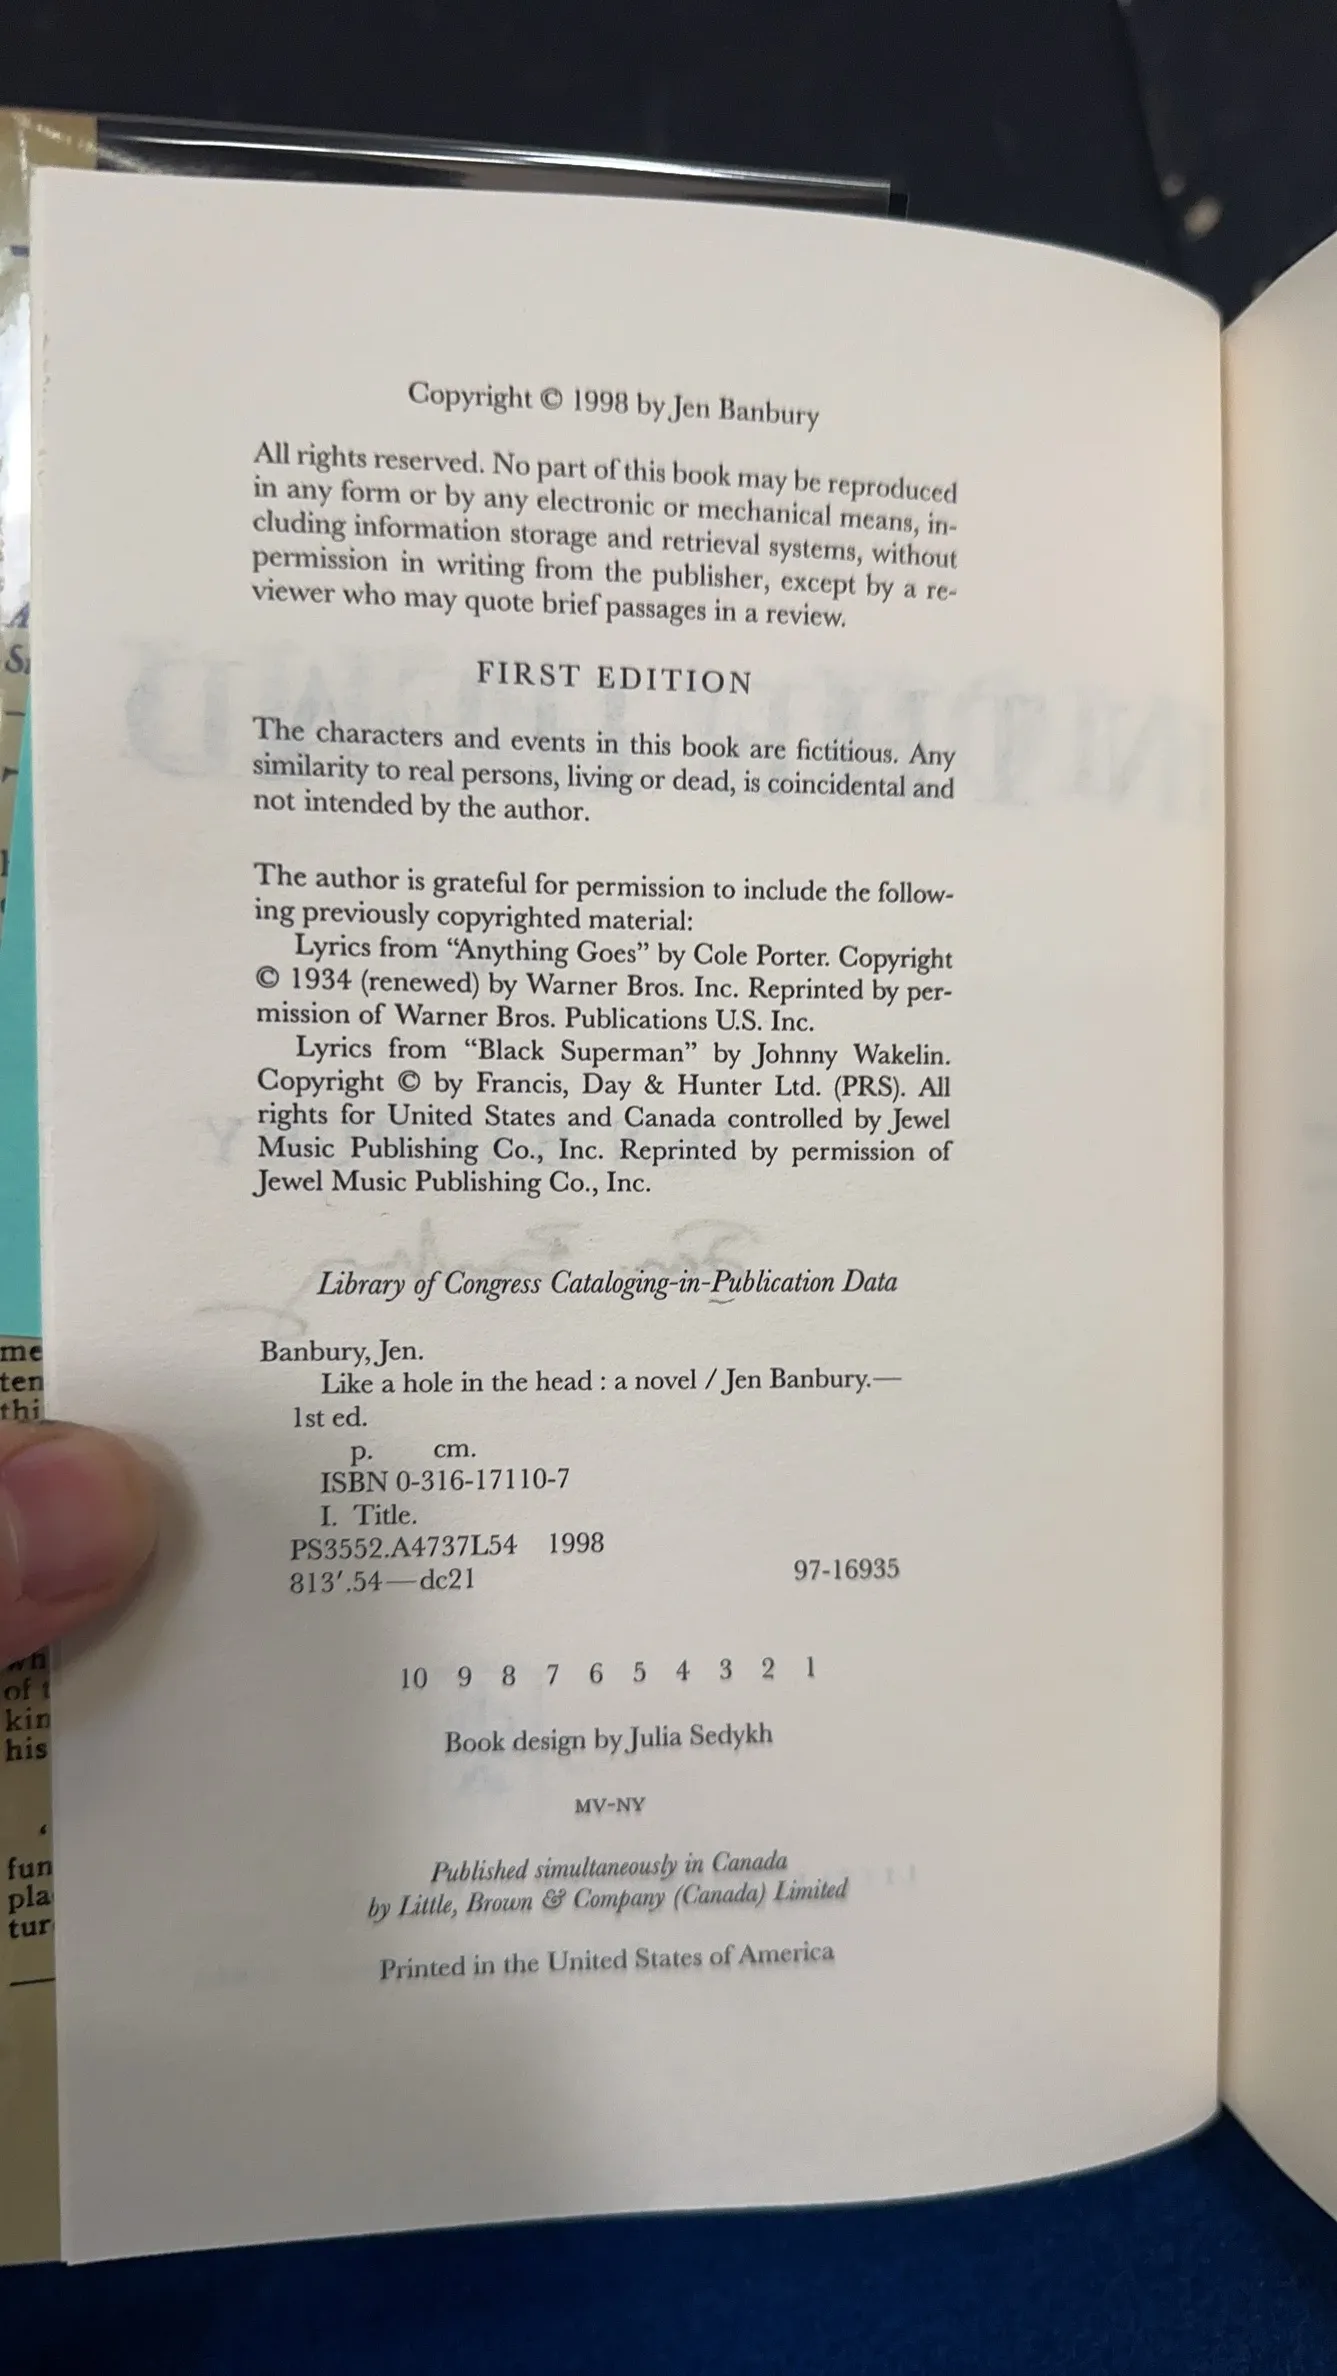 Copyright © 1998 by Jen Banbury
All rights reserved. No part of this book may be reproduced
in any form or by any electronic or mechanical means, in-
cluding information storage and retrieval systems, without
permission in writing from the publisher, except by a re-
viewer who may quote brief passages in a review.
FIRST EDITION
The characters and events in this book are fictitious. Any
similarity to real persons, living or dead, is coincidental and
not intended by the author.
The author is grateful for permission to include the follow-
ing previously copyrighted material:
Lyrics from “Anything Goes” by Cole Porter. Copyright
© 1934 (renewed) by Warner Bros. Inc. Reprinted by per-
mission of Warner Bros. Publications U.S. Inc.
Lyrics from “Black Superman” by Johnny Wakelin.
Copyright © by Francis, Day & Hunter Ltd. (PRS). All
rights for United States and Canada controlled by Jewel
Music Publishing Co., Inc. Reprinted by permission of
Jewel Music Publishing Co., Inc.
Library of Congress Cataloging-in-Publication Data
Banbury, Jen.
Like a hole in the head : a novel / Jen Banbury.—
1st ed.
p. cm.
ISBN 0-316-17110-7
I. Title.
PS3552.A4737L54 1998
813′.54—dc21 97-16935
10 9 8 7 6 5 4 3 2 1
Book design by Julia Sedykh
MV-NY
Published simultaneously in Canada
by Little, Brown & Company (Canada) Limited
Printed in the United States of America
me
ten
thi
of t
kin
his
fun
pla
tur